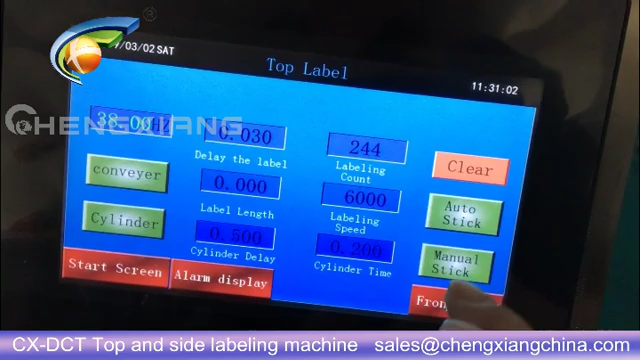 /03/02 SAT
Top Label
11:31:02
CHENGXIANG
38.00HZ
0.030
Delay the label
244
Labeling
Count
Clear
conveyer
0.000
Label Length
6000
Labeling
Speed
Auto
Stick
Cylinder
0.500
Cylinder Delay
0.200
Cylinder Time
Manual
Stick
Start Screen
Alarm display
CX-DCT Top and side labeling machine sales@chengxiangchina.com